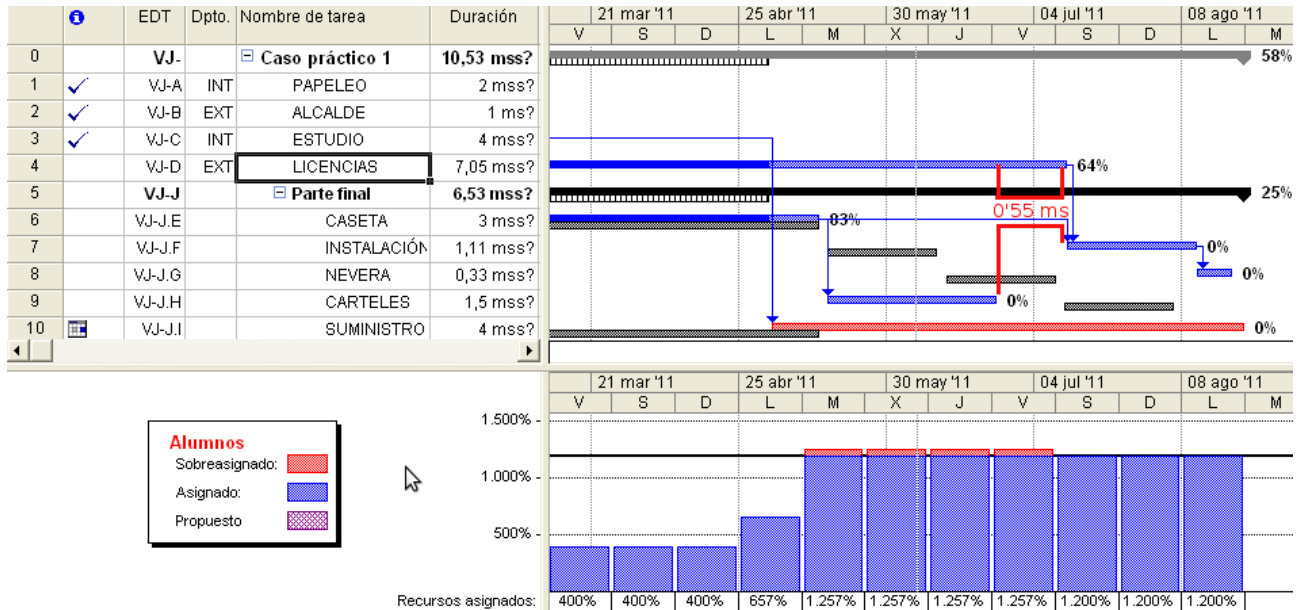 EDT Dpto. Nombre de tarea Duración 21 mar '11 25 abr '11 30 may '11 04 jul '11 08 ago '11
V S D L M X J V S D L M
0 VJ- Caso práctico 1 10,53 mss? 58%
1 VJ-A INT PAPELEO 2 mss?
2 VJ-B EXT ALCALDE 1 ms?
3 VJ-C INT ESTUDIO 4 mss?
4 VJ-D EXT LICENCIAS 7,05 mss? 64%
5 VJ-J Parte final 6,53 mss? 25%
0'55 ms
6 VJ-J.E CASETA 3 mss? 83%
7 VJ-J.F INSTALACIÓN 1,11 mss? 0%
8 VJ-J.G NEVERA 0,33 mss? 0%
9 VJ-J.H CARTELES 1,5 mss? 0%
10 VJ-J.I SUMINISTRO 4 mss? 0%
21 mar '11 25 abr '11 30 may '11 04 jul '11 08 ago '11
V S D L M X J V S D L M
1.500%
1.000%
500%
Alumnos
Sobreasignado:
Asignado:
Propuesto
Recursos asignados: 400% 400% 400% 657% 1.257% 1.257% 1.257% 1.257% 1.200% 1.200% 1.200%